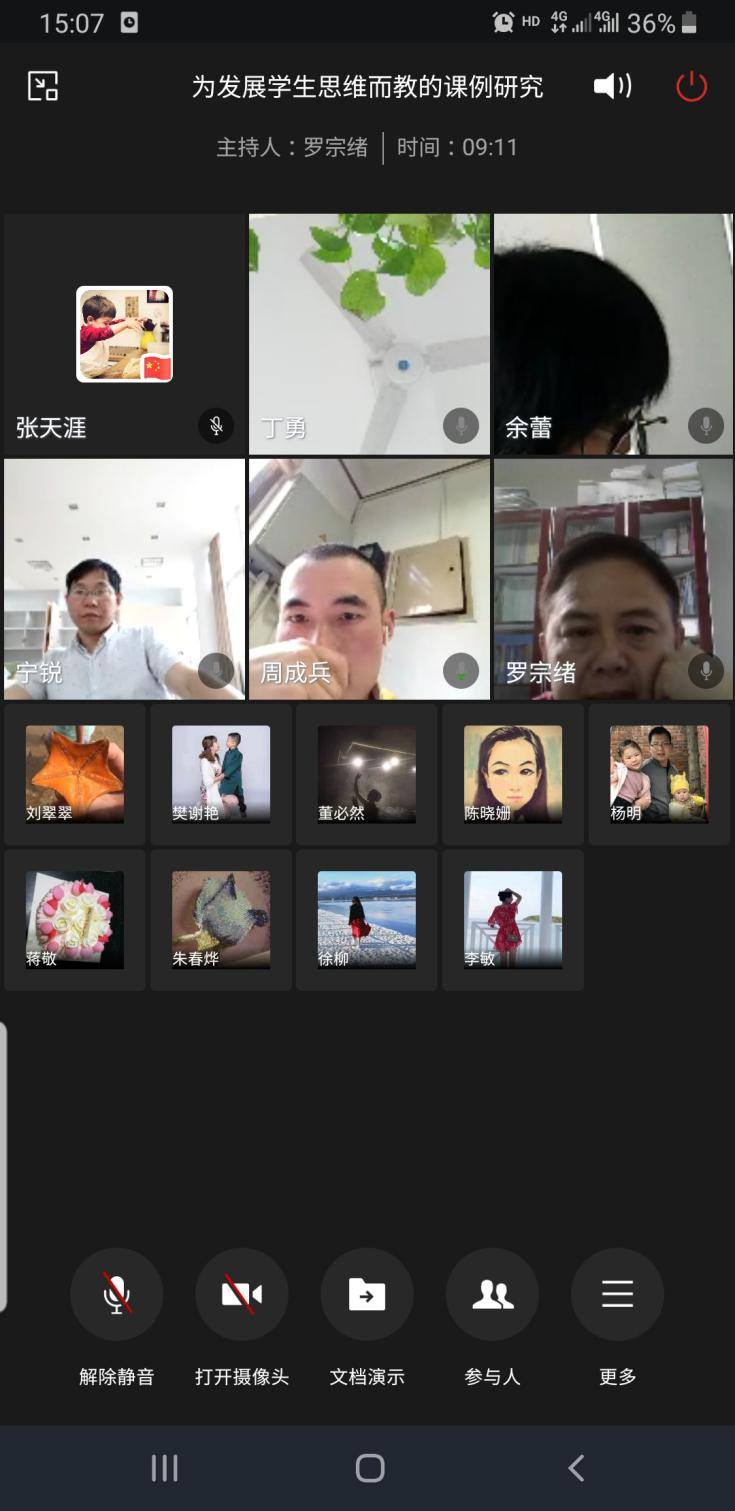 15:07
HD 4G 4G 36%
为发展学生思维而教的课例研究
主持人：罗宗绪 时间：09:11
张天涯 丁勇 余蕾
宁锐 周成兵 罗宗绪
刘翠翠 樊谢艳 董必然 陈晓姗 杨明
蒋敬 朱春烨 徐柳 李敏
解除静音 打开摄像头 文档演示 参与人 更多